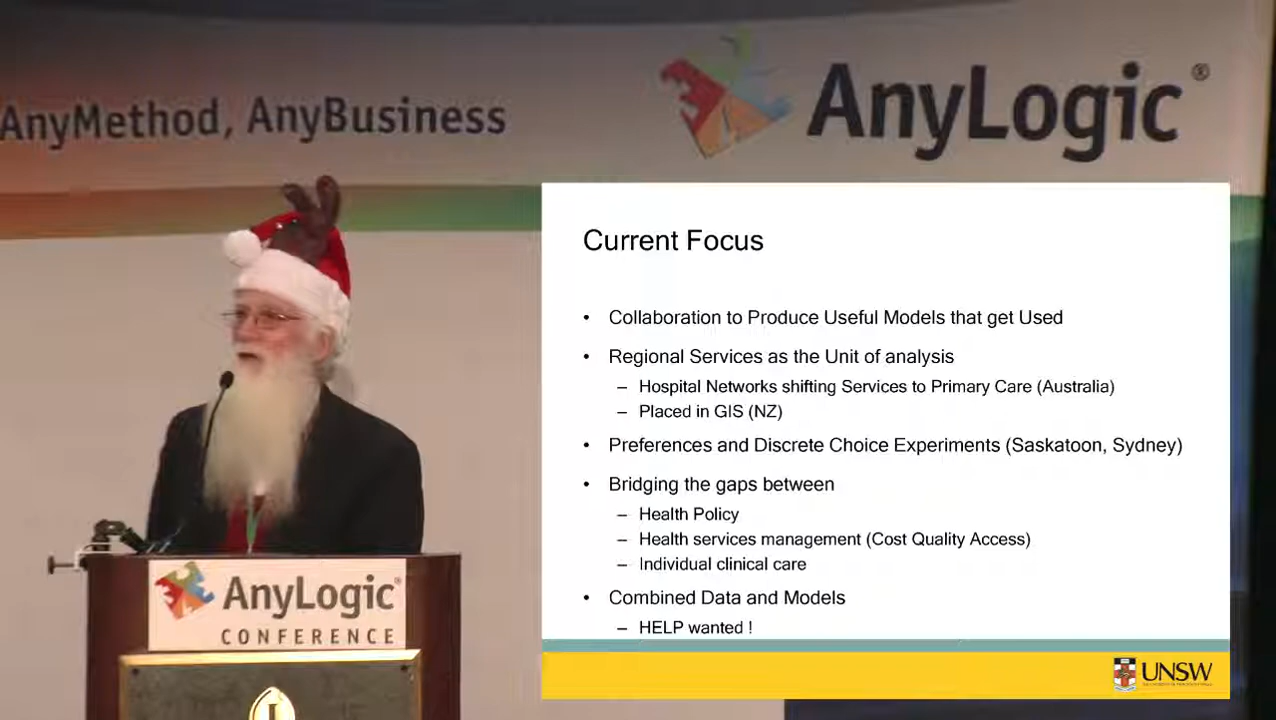 AnyMethod, AnyBusiness
AnyLogic®
Current Focus
• Collaboration to Produce Useful Models that get Used
• Regional Services as the Unit of analysis
– Hospital Networks shifting Services to Primary Care (Australia)
– Placed in GIS (NZ)
• Preferences and Discrete Choice Experiments (Saskatoon, Sydney)
• Bridging the gaps between
– Health Policy
– Health services management (Cost Quality Access)
– Individual clinical care
• Combined Data and Models
– HELP wanted !
UNSW
AnyLogic®
CONFERENCE